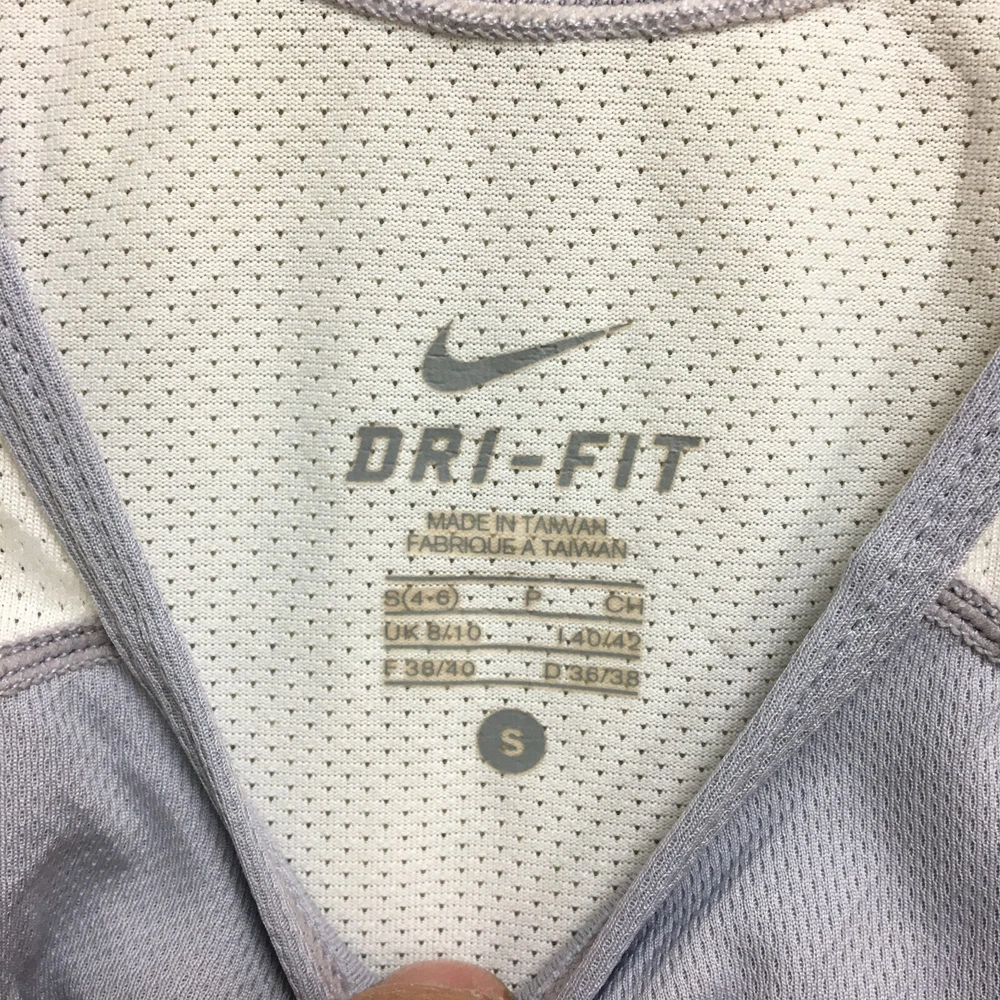 DRI-FIT
MADE IN TAIWAN
FABRIQUÉ À TAIWAN
S(4-6) P CH
UK 8/10 I 40/42
F 38/40 D 36/38
S